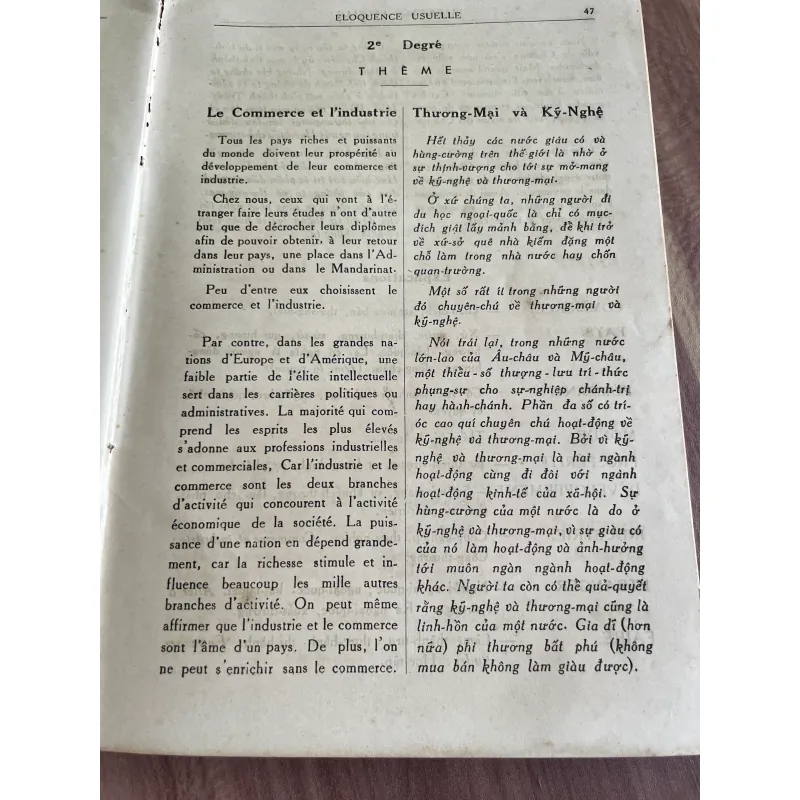 ELOQUENCE USUELLE
47
2e Degré
THÈME
Le Commerce et l'industrie
Tous les pays riches et puissants
du monde doivent leur prospérité au
développement de leur commerce et
industrie.
Chez nous, ceux qui vont à l'é-
tranger faire leurs études n'ont d'autre
but que de décrocher leurs diplômes
afin de pouvoir obtenir, à leur retour
dans leur pays, une place dans l'Ad-
ministration ou dans le Mandarinat.
Peu d'entre eux choisissent le
commerce et l'industrie.
Par contre, dans les grandes na-
tions d'Europe et d'Amérique, une
faible partie de l'élite intellectuelle
sert dans les carrières politiques ou
administratives. La majorité qui com-
prend les esprits les plus élevés
s'adonne aux professions industrielles
et commerciales, Car l'industrie et le
commerce sont les deux branches
d'activité qui concourent à l'activité
économique de la société. La puis-
sance d'une nation en dépend grande-
ment, car la richesse stimule et in-
fluence beaucoup les mille autres
branches d'activité. On peut même
affirmer que l'industrie et le commerce
sont l'âme d'un pays. De plus, l'on
ne peut s'enrichir sans le commerce.
Thương-Mại và Kỹ-Nghệ
Hết thảy các nước giàu có và
hùng-cường trên thế-giới là nhờ ở
sự thịnh-vượng cho tới sự mở-mang
về kỹ-nghệ và thương-mại.
Ở xứ chúng ta, những người đi
du học ngoại-quốc là chỉ có mục-
đích giật lấy mảnh bằng, để khi trở
về xứ-sở quê nhà kiếm đặng một
chỗ làm trong nhà nước hay chốn
quan-trường.
Một số rất ít trong những người
đó chuyên-chú về thương-mại và
kỹ-nghệ.
Nói trái lại, trong những nước
lớn-lao của Âu-châu và Mỹ-châu,
một thiểu-số thượng-lưu trí-thức
phụng-sự cho sự-nghiệp chánh-trị
hay hành-chánh. Phần đa số có trí-
óc cao quí chuyên chú hoạt-động về
kỹ-nghệ và thương-mại. Bởi vì kỹ-
nghệ và thương-mại là hai ngành
hoạt-động cùng đi đôi với ngành
hoạt-động kinh-tế của xã-hội. Sự
hùng-cường của một nước là do ở
kỹ-nghệ và thương-mại, vì sự giàu có
của nó làm hoạt-động và ảnh-hưởng
tới muôn ngàn ngành hoạt-động
khác. Người ta còn có thể quả-quyết
rằng kỹ-nghệ và thương-mại cũng là
linh-hồn của một nước. Gia dĩ (hơn
nữa) phi thương bất phú (không
mua bán không làm giàu được).